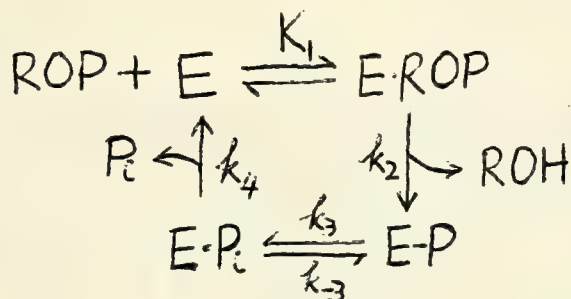 K₁
ROP + E ⇌ E·ROP
Pᵢ k₄ k₂ ROH
k₃
E·Pᵢ ⇌ E-P
k₋₃